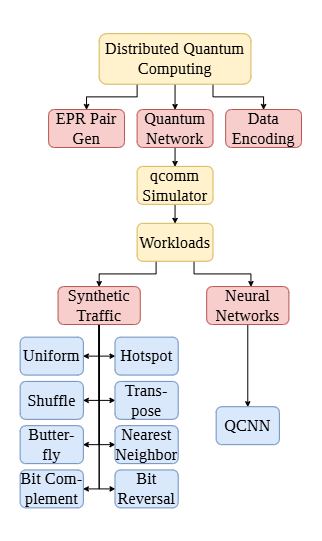 Distributed Quantum
Computing
EPR Pair
Gen
Quantum
Network
Data
Encoding
qcomm
Simulator
Workloads
Synthetic
Traffic
Neural
Networks
Uniform
Hotspot
Shuffle
Trans-
pose
Butter-
fly
Nearest
Neighbor
Bit Com-
plement
Bit
Reversal
QCNN